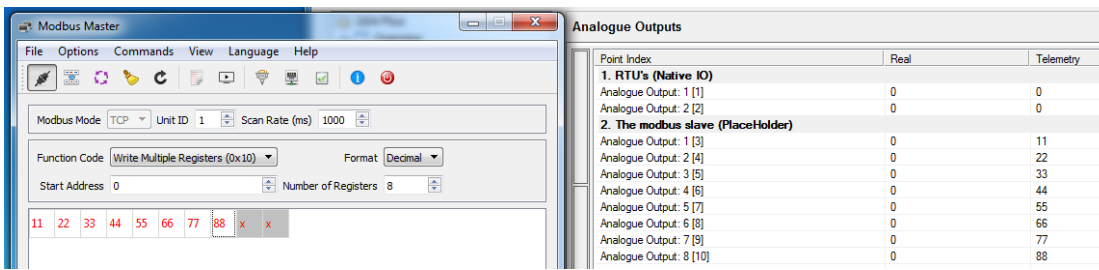 Modbus Master
File Options Commands View Language Help
Modbus Mode TCP Unit ID 1 Scan Rate (ms) 1000
Function Code Write Multiple Registers (0x10) Format Decimal
Start Address 0 Number of Registers 8
11 22 33 44 55 66 77 88 x x
Analogue Outputs
Point Index Real Telemetry
1. RTU's (Native IO)
Analogue Output: 1 [1] 0 0
Analogue Output: 2 [2] 0 0
2. The modbus slave (PlaceHolder)
Analogue Output: 1 [3] 0 11
Analogue Output: 2 [4] 0 22
Analogue Output: 3 [5] 0 33
Analogue Output: 4 [6] 0 44
Analogue Output: 5 [7] 0 55
Analogue Output: 6 [8] 0 66
Analogue Output: 7 [9] 0 77
Analogue Output: 8 [10] 0 88